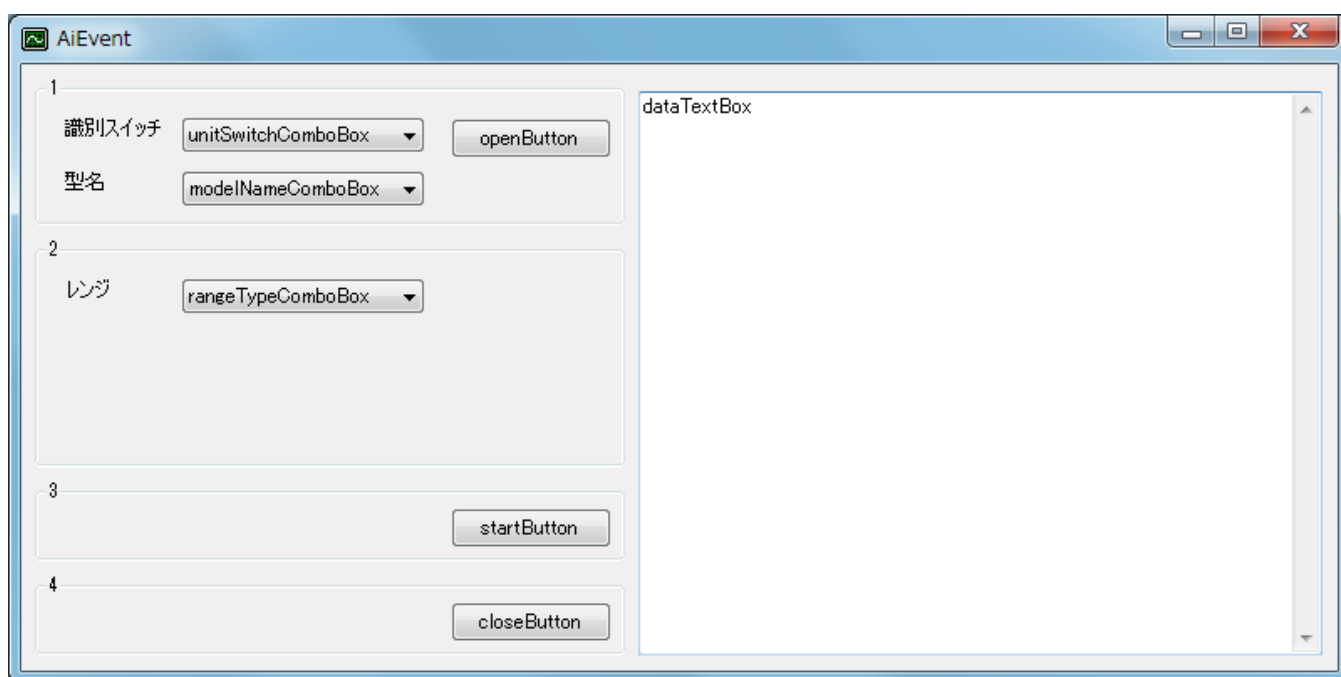 AiEvent
1
識別スイッチ
unitSwitchComboBox
openButton
型名
modelNameComboBox
2
レンジ
rangeTypeComboBox
3
startButton
4
closeButton
dataTextBox